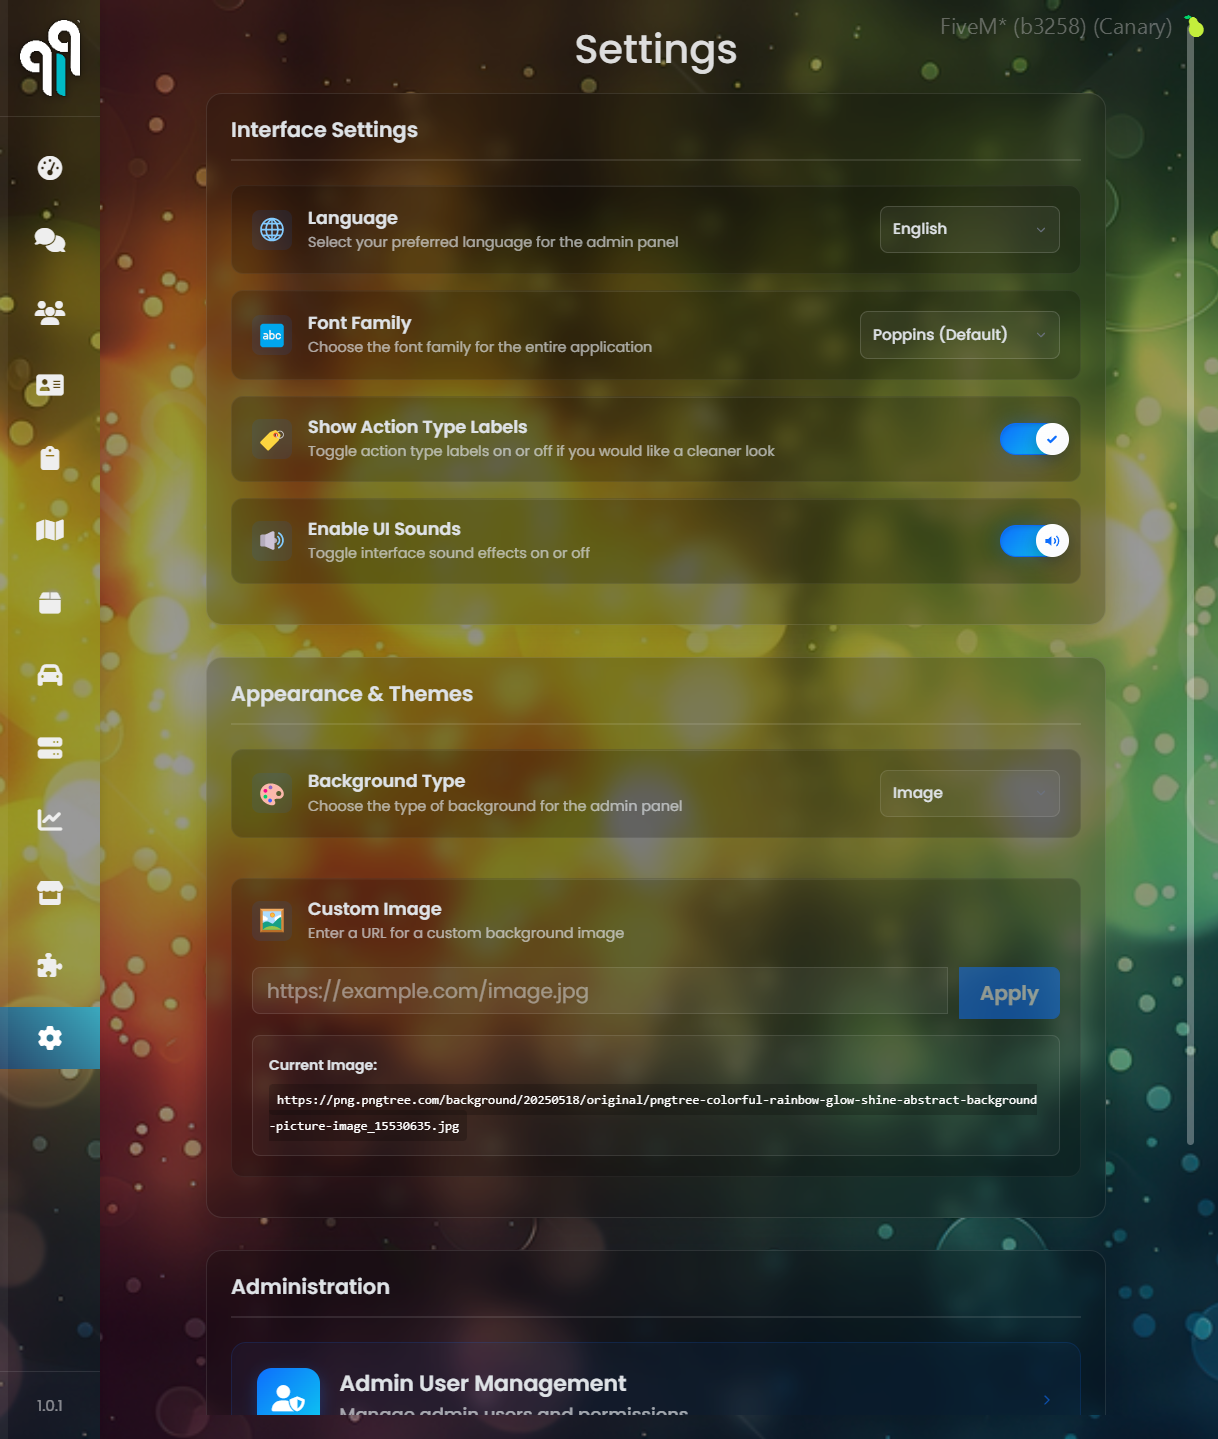 FiveM* (b3258) (Canary)
Settings
Interface Settings
Language
Select your preferred language for the admin panel
English
Font Family
Choose the font family for the entire application
Poppins (Default)
abc
Show Action Type Labels
Toggle action type labels on or off if you would like a cleaner look
Enable UI Sounds
Toggle interface sound effects on or off
Appearance & Themes
Background Type
Choose the type of background for the admin panel
Image
Custom Image
Enter a URL for a custom background image
https://example.com/image.jpg
Apply
Current Image:
https://png.pngtree.com/background/20250518/original/pngtree-colorful-rainbow-glow-shine-abstract-background
-picture-image_15530635.jpg
Administration
Admin User Management
Manage admin users and permissions
1.0.1